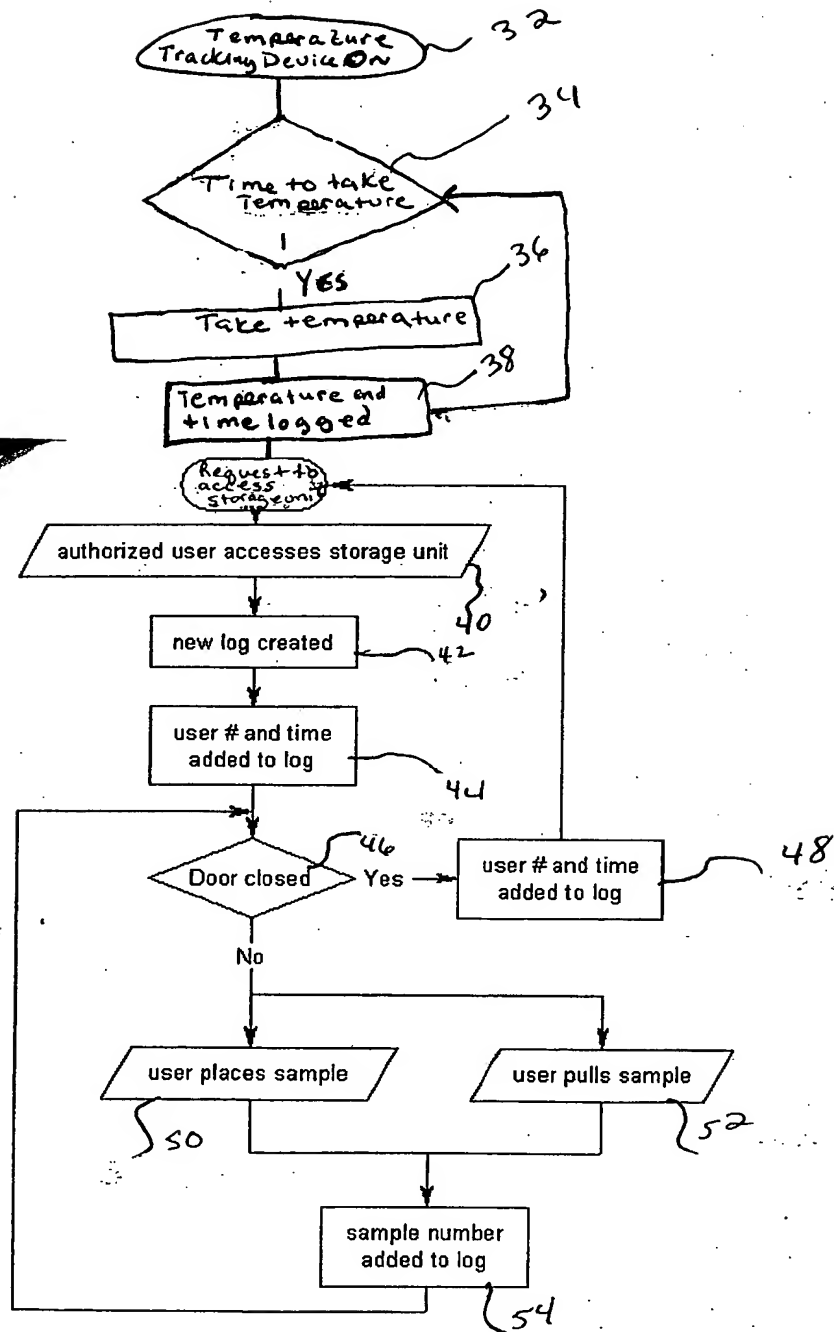 Temperature
Tracking Device ON
32
34
Time to take
Temperature
YES
36
Take temperature
38
Temperature and
time logged
Request to
access
storage uni
authorized user accesses storage unit
40
new log created
42
user # and time
added to log
44
Door closed
46
Yes
user # and time
added to log
48
No
user places sample
50
user pulls sample
52
sample number
added to log
54